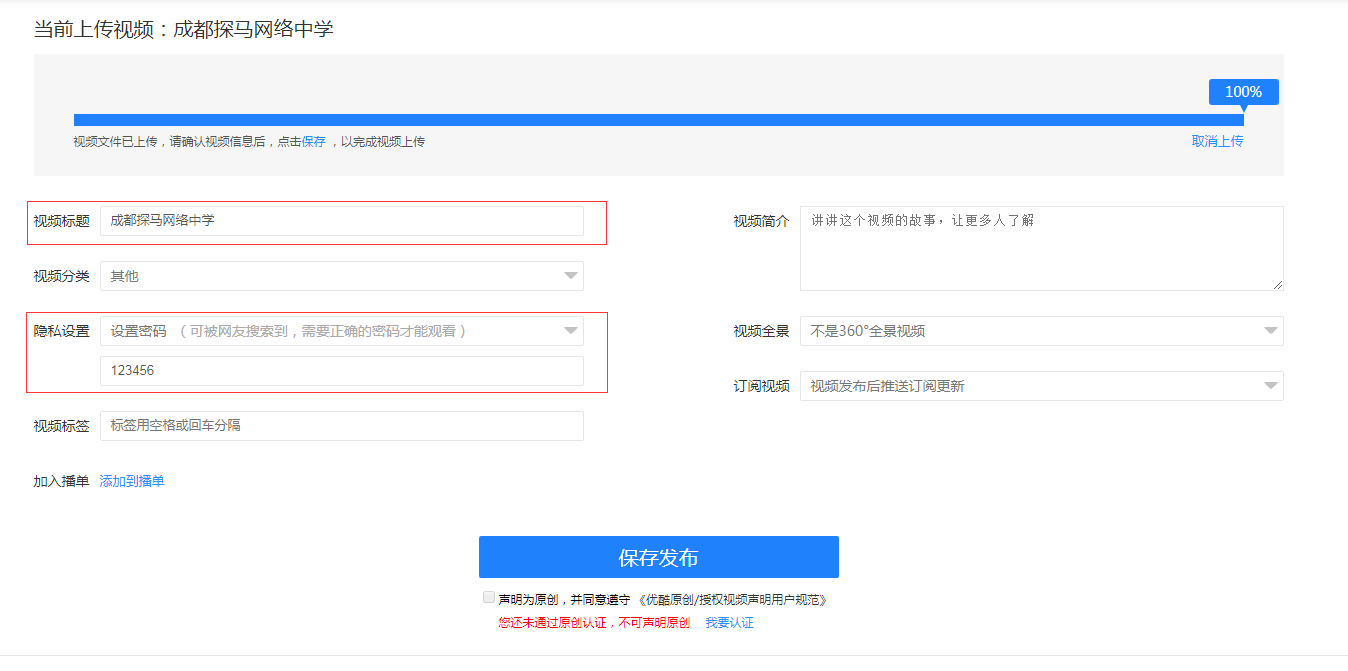 当前上传视频：成都探马网络中学
100%
视频文件已上传，请确认视频信息后，点击保存 ，以完成视频上传
取消上传
视频标题 成都探马网络中学
视频简介 讲讲这个视频的故事，让更多人了解
视频分类 其他
隐私设置 设置密码 （可被网友搜索到，需要正确的密码才能观看）
视频全景 不是360°全景视频
123456
订阅视频 视频发布后推送订阅更新
视频标签 标签用空格或回车分隔
加入播单 添加到播单
保存发布
声明为原创，并同意遵守 《优酷原创/授权视频声明用户规范》
您还未通过原创认证，不可声明原创 我要认证